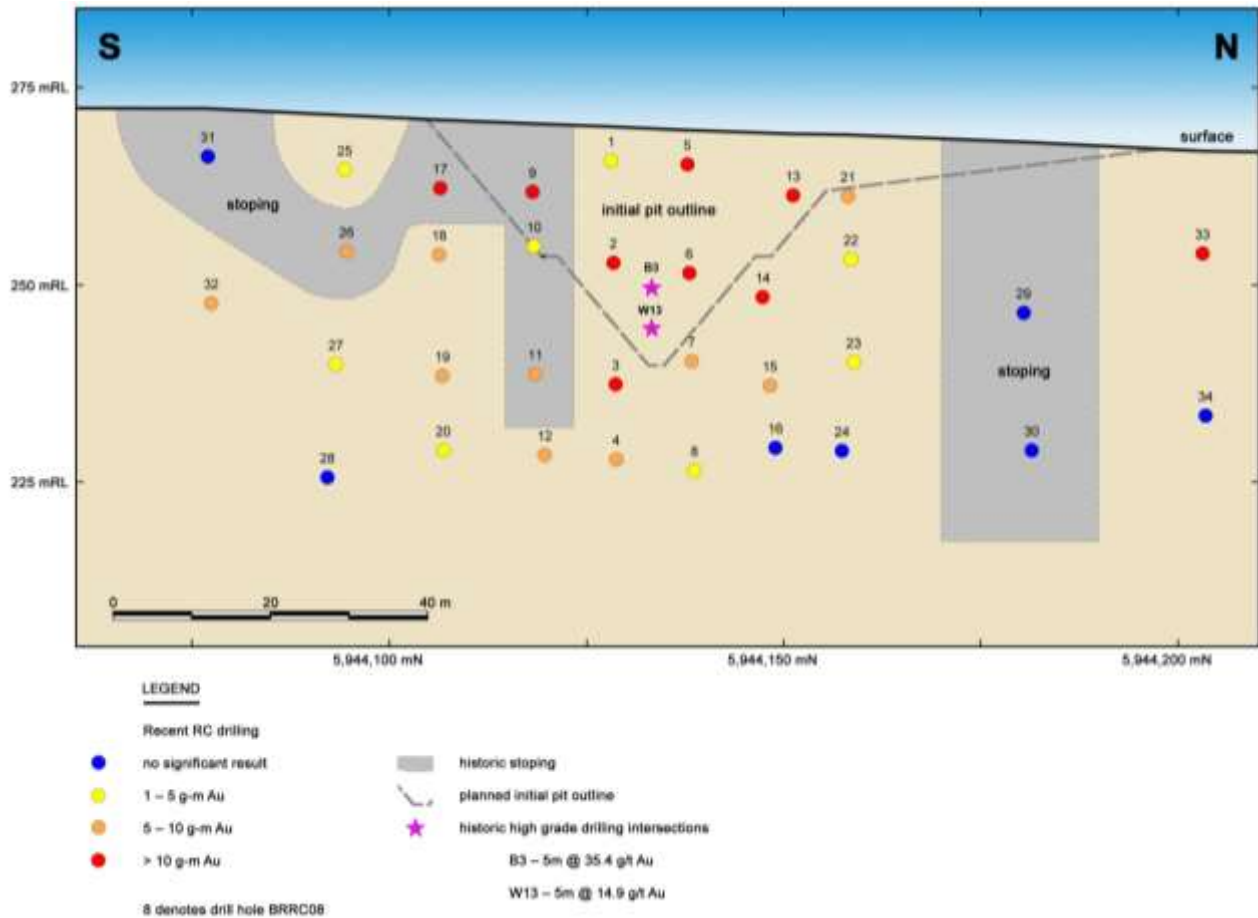 S
N
275 mRL
surface
31
25
1
5
17
9
13
21
stoping
initial pit outline
10
26
18
2
B3
6
22
33
250 mRL
14
32
W13
29
27
19
11
3
7
15
23
stoping
34
20
12
4
8
16
24
30
28
225 mRL
0 20 40 m
5,944,100 mN 5,944,150 mN 5,944,200 mN
LEGEND
Recent RC drilling
no significant result
historic stoping
1 – 5 g-m Au
planned initial pit outline
5 – 10 g-m Au
historic high grade drilling intersections
> 10 g-m Au
B3 – 5m @ 35.4 g/t Au
W13 – 5m @ 14.9 g/t Au
8 denotes drill hole BRRC08